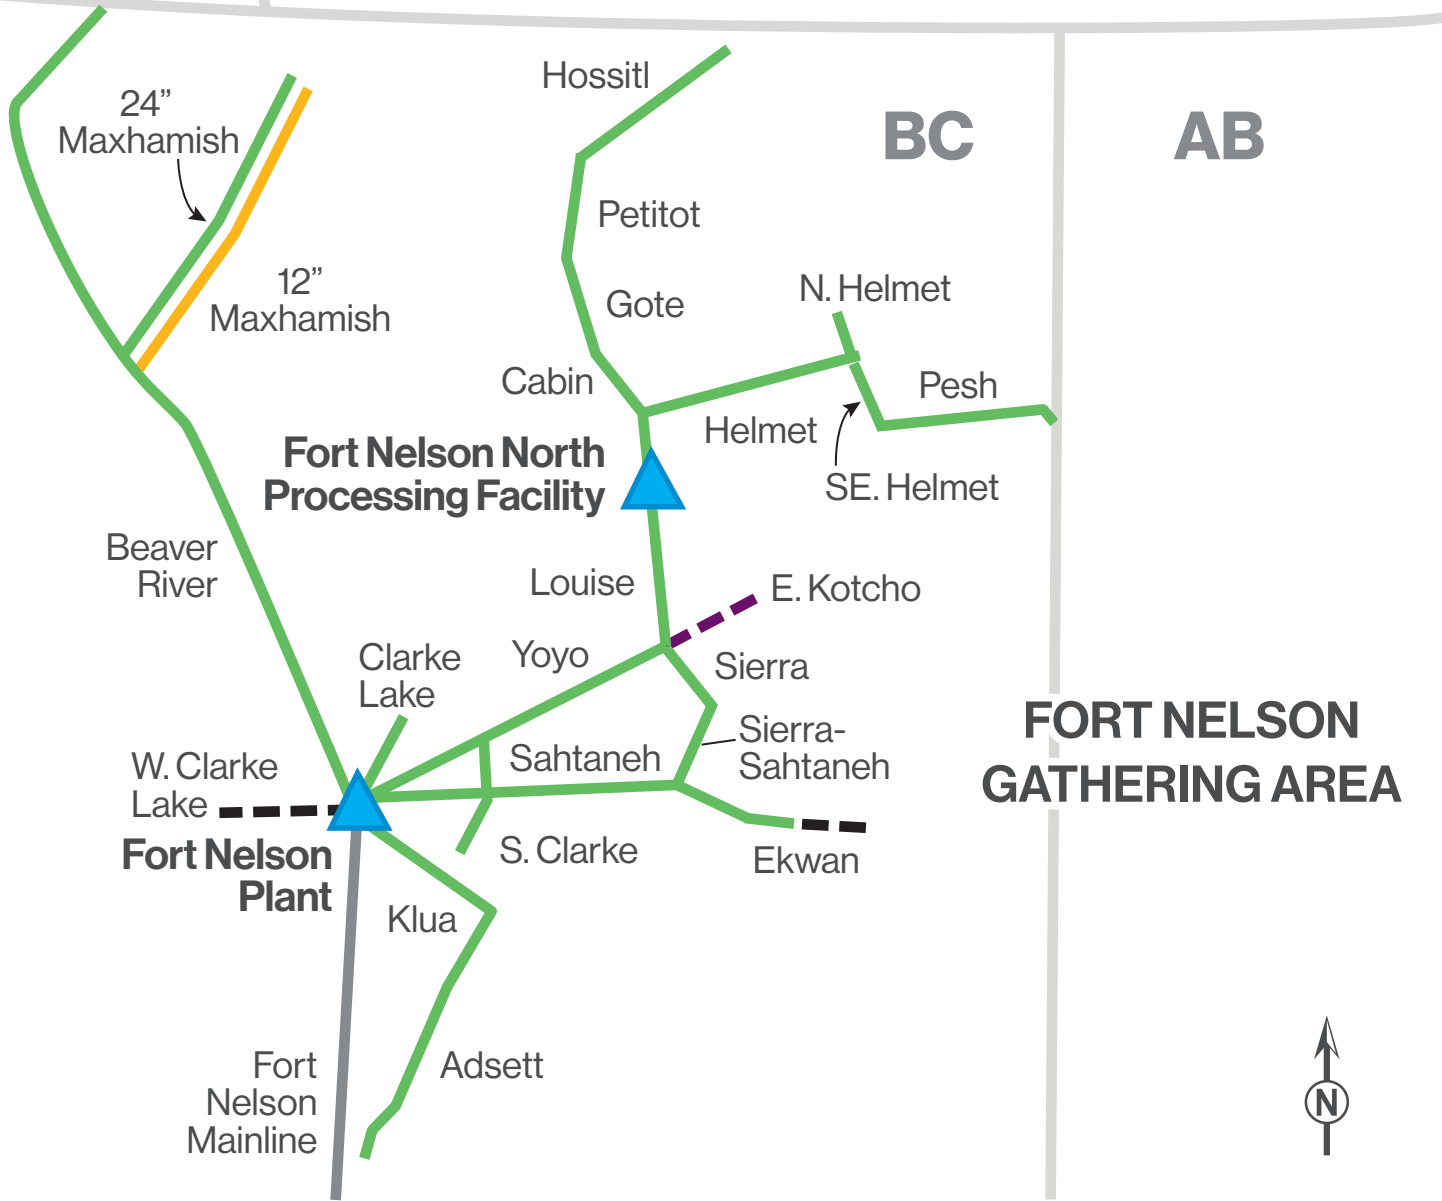 Hossitl
24”
Maxhamish
BC
AB
Petitot
12”
Maxhamish
N. Helmet
Gote
Cabin
Pesh
Helmet
Fort Nelson North
Processing Facility
SE. Helmet
Beaver
River
Louise
E. Kotcho
Clarke
Lake
Yoyo
Sierra
FORT NELSON
GATHERING AREA
Sierra-
Sahtaneh
Sahtaneh
W. Clarke
Lake
Fort Nelson
Plant
S. Clarke
Ekwan
Klua
Fort
Nelson
Mainline
Adsett
N